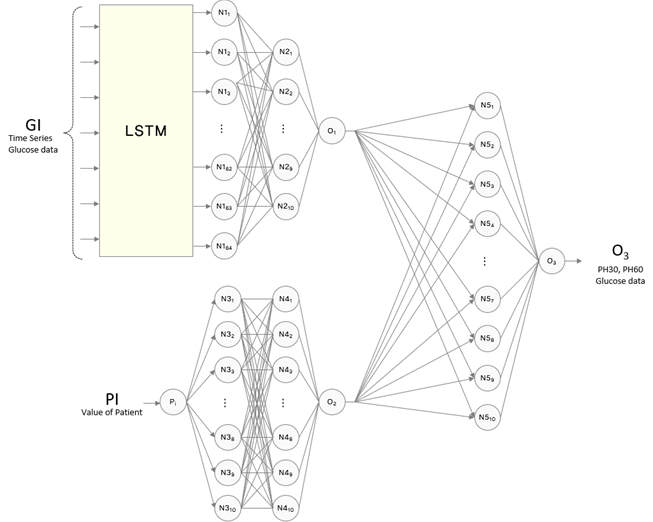 GI
Time Series
Glucose data
LSTM
N1₁
N1₂
N1₃
⋮
N1₆₂
N1₆₃
N1₆₄
N2₁
N2₂
⋮
N2₉
N2₁₀
O₁
PI
Value of Patient
Pᵢ
N3₁
N3₂
N3₃
⋮
N3₈
N3₉
N3₁₀
N4₁
N4₂
N4₃
⋮
N4₈
N4₉
N4₁₀
O₂
N5₁
N5₂
N5₃
N5₄
⋮
N5₇
N5₈
N5₉
N5₁₀
O₃
O₃
PH30, PH60
Glucose data